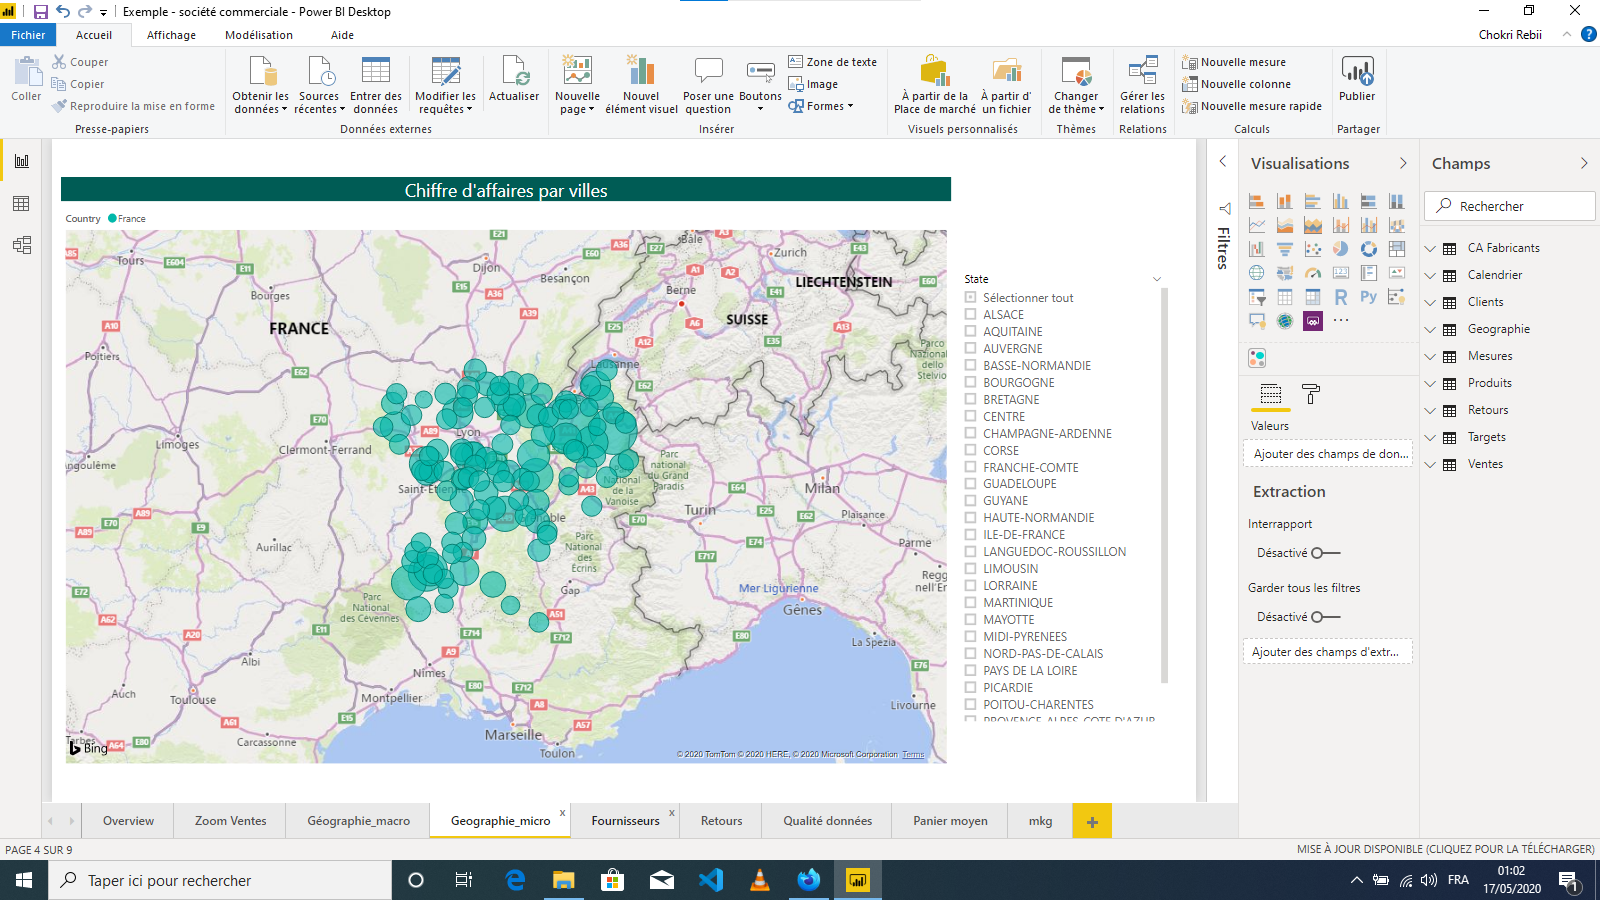 Exemple - société commerciale - Power BI Desktop
Fichier
Accueil
Affichage
Modélisation
Aide
Chokri Rebii
?
Coller
Couper
Copier
Reproduire la mise en forme
Presse-papiers
Obtenir les données
Sources récentes
Entrer des données
Modifier les requêtes
Actualiser
Données externes
Nouvelle page
Nouvel élément visuel
Poser une question
Boutons
Zone de texte
Image
Formes
Insérer
À partir de la Place de marché
À partir d' un fichier
Visuels personnalisés
Changer de thème
Thèmes
Gérer les relations
Relations
Nouvelle mesure
Nouvelle colonne
Nouvelle mesure rapide
Calculs
Publier
Partager
Chiffre d'affaires par villes
Country
France
Tours
Bourges
Poitiers
FRANCE
Dijon
Besançon
Bâle
Zurich
Berne
LIECHTENSTEIN
SUISSE
Lausanne
Parco
Nazional
dello
Stelvio
Limoges
Clermont-Ferrand
Lyon
Saint-Etienne
Angoulême
Parc
national
du Grand
Paradis
National
de la
Vanoise
Milan
Turin
Plaisance
Parme
Aurillac
Parc
National
des
Ecrins
Gap
Parc
National
des Cévennes
Mer Ligurienne
Gênes
La Spezia
Livourne
Albi
Auch
Toulouse
Nimes
Montpellier
Marseille
Toulon
Carcassonne
Tarbes
Bing
© 2020 TomTom © 2020 HERE, © 2020 Microsoft Corporation Terms
State
Sélectionner tout
ALSACE
AQUITAINE
AUVERGNE
BASSE-NORMANDIE
BOURGOGNE
BRETAGNE
CENTRE
CHAMPAGNE-ARDENNE
CORSE
FRANCHE-COMTE
GUADELOUPE
GUYANE
HAUTE-NORMANDIE
ILE-DE-FRANCE
LANGUEDOC-ROUSSILLON
LIMOUSIN
LORRAINE
MARTINIQUE
MAYOTTE
MIDI-PYRENEES
NORD-PAS-DE-CALAIS
PAYS DE LA LOIRE
PICARDIE
POITOU-CHARENTES
PROVENCE-ALPES-COTE D'AZUR
Filtres
Visualisations
R
Py
Valeurs
Ajouter des champs de don...
Extraction
Interrapport
Désactivé
Garder tous les filtres
Désactivé
Ajouter des champs d'extr...
Champs
Rechercher
CA Fabricants
Calendrier
Clients
Geographie
Mesures
Produits
Retours
Targets
Ventes
Overview
Zoom Ventes
Géographie_macro
Geographie_micro
x
Fournisseurs
x
Retours
Qualité données
Panier moyen
mkg
PAGE 4 SUR 9
MISE À JOUR DISPONIBLE (CLIQUEZ POUR LA TÉLÉCHARGER)
Taper ici pour rechercher
FRA
01:02
17/05/2020
1